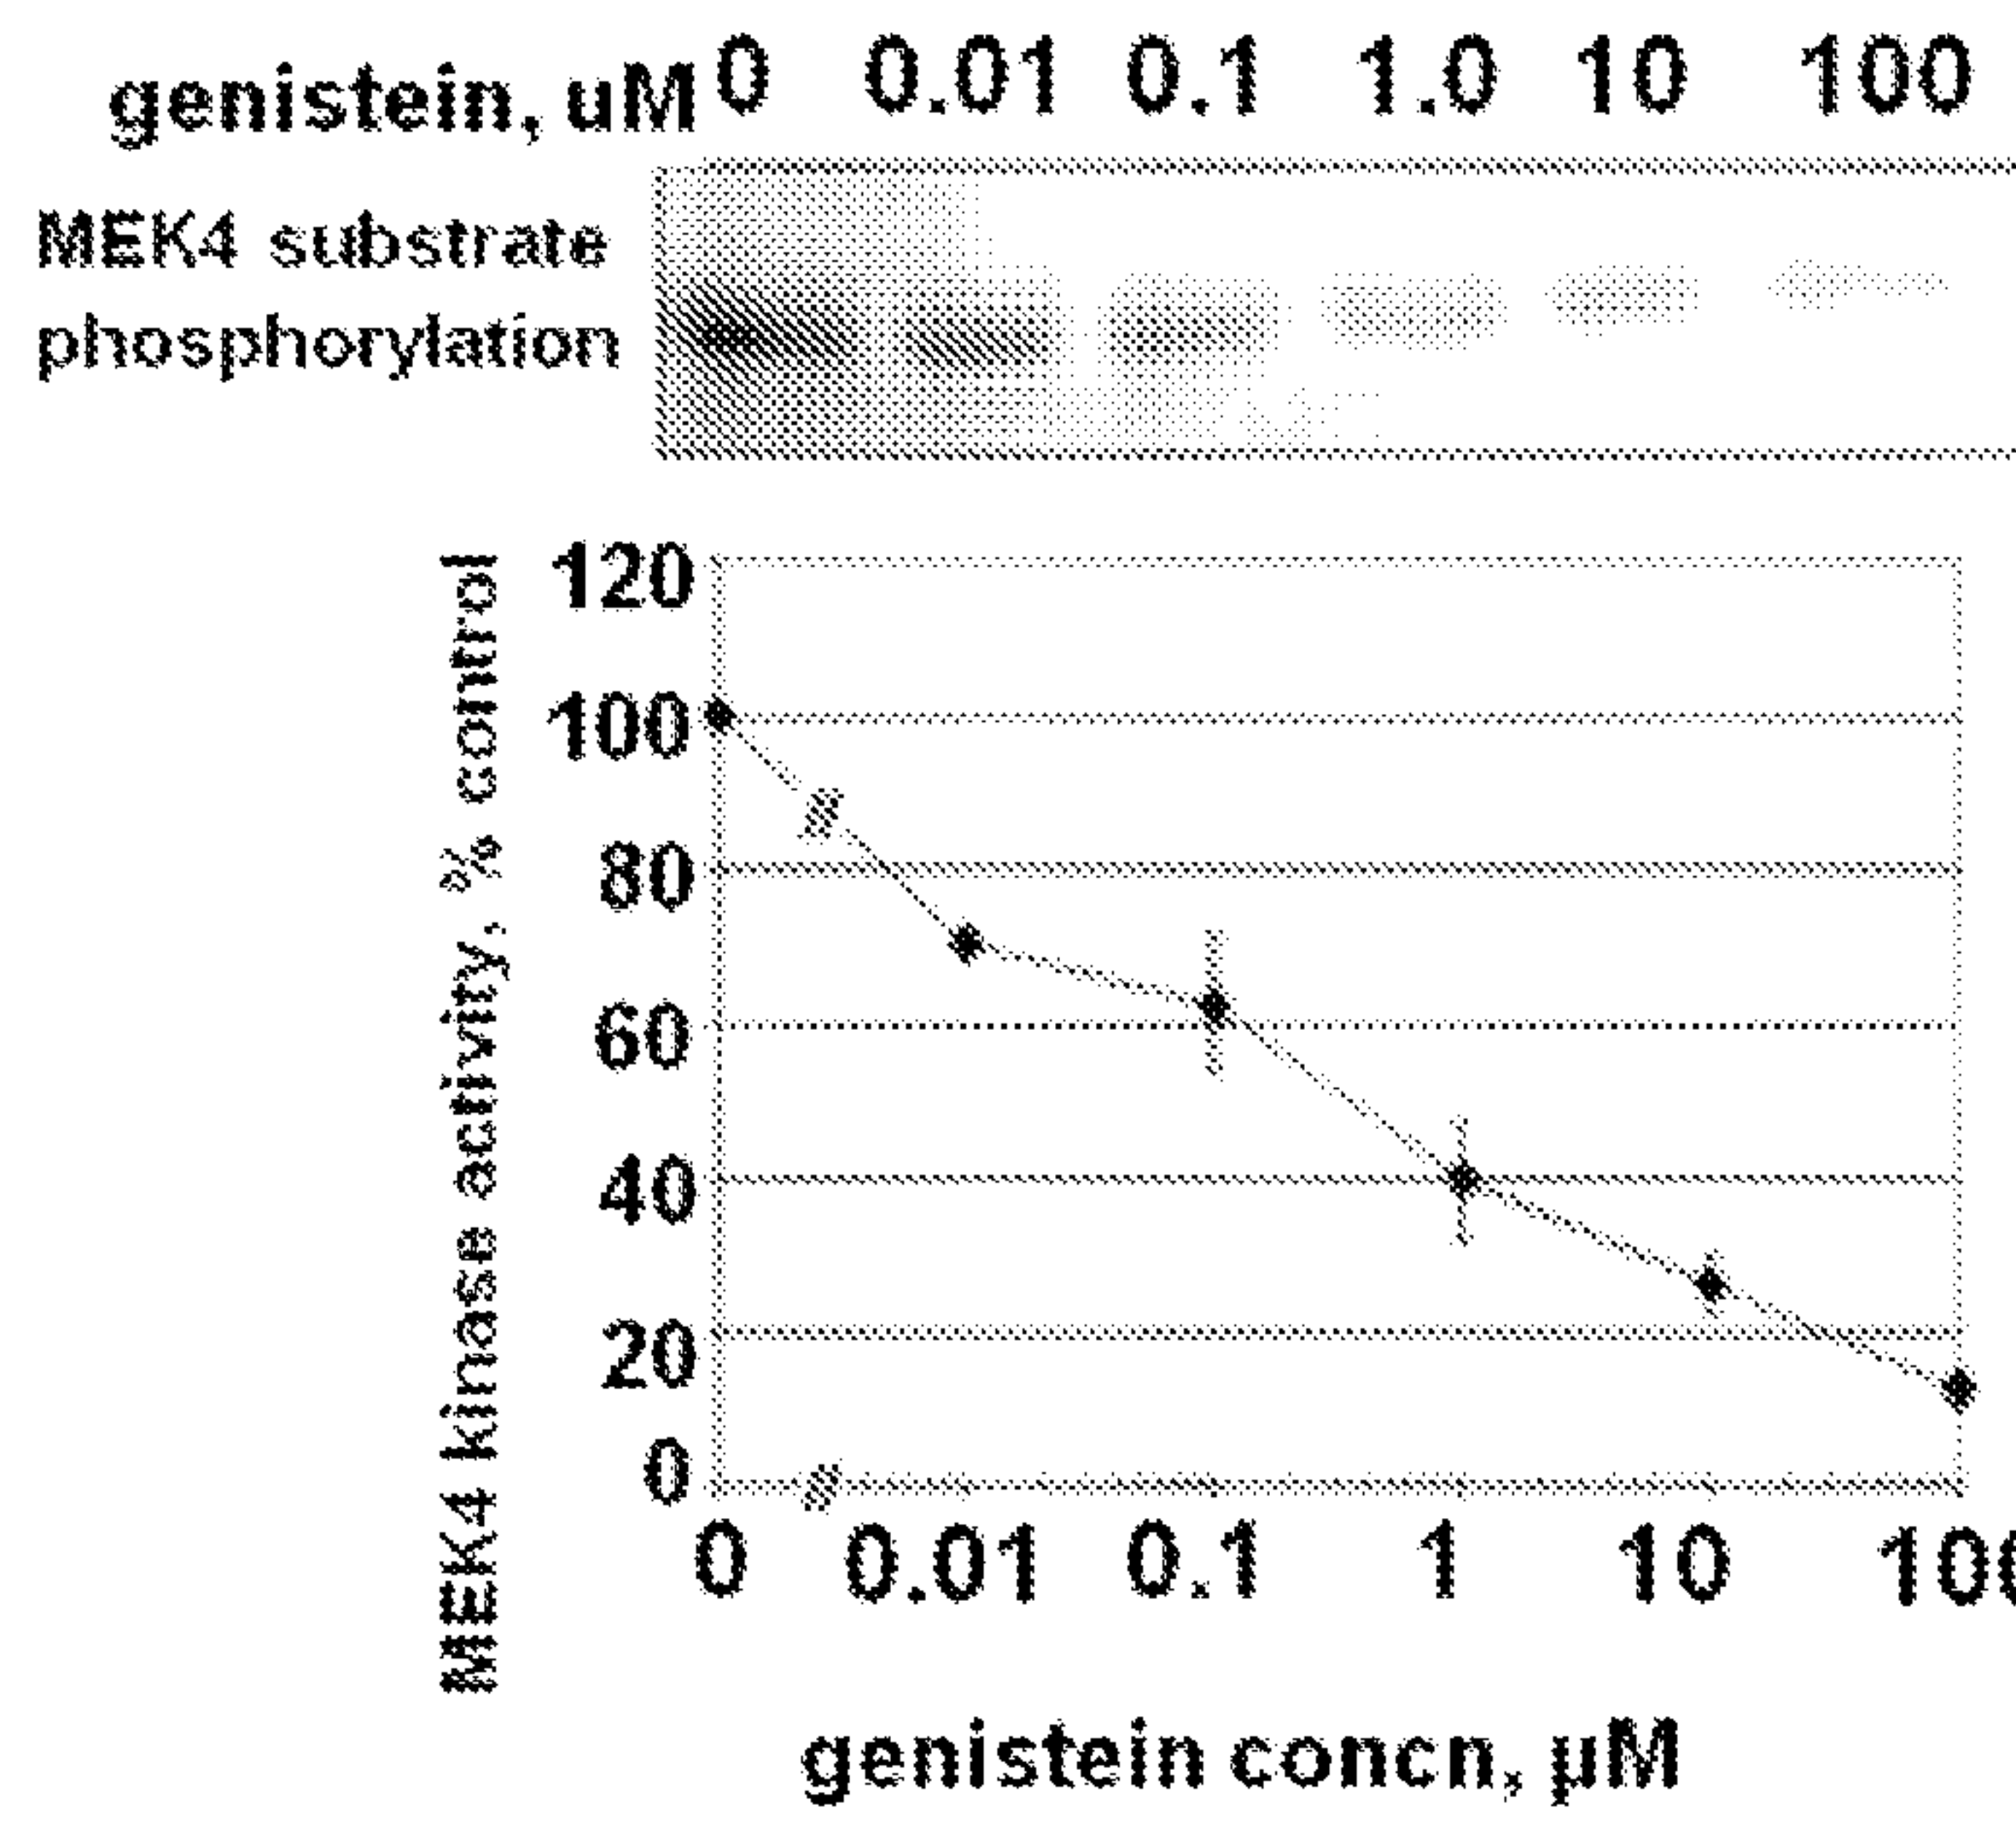 genistein, uM 0 0.01 0.1 1.0 10 100
MEK4 substrate
phosphorylation
MEK4 kinase activity, % control
120
100
80
60
40
20
0
0 0.01 0.1 1 10 100
genistein concn, µM